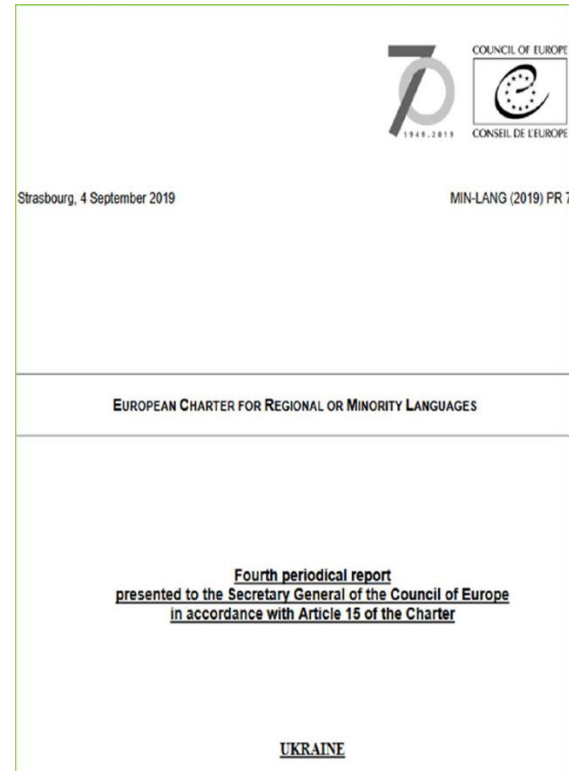 COUNCIL OF EUROPE
70
1949.2019
CONSEIL DE L'EUROPE
Strasbourg, 4 September 2019
MIN-LANG (2019) PR 7
EUROPEAN CHARTER FOR REGIONAL OR MINORITY LANGUAGES
Fourth periodical report
presented to the Secretary General of the Council of Europe
in accordance with Article 15 of the Charter
UKRAINE